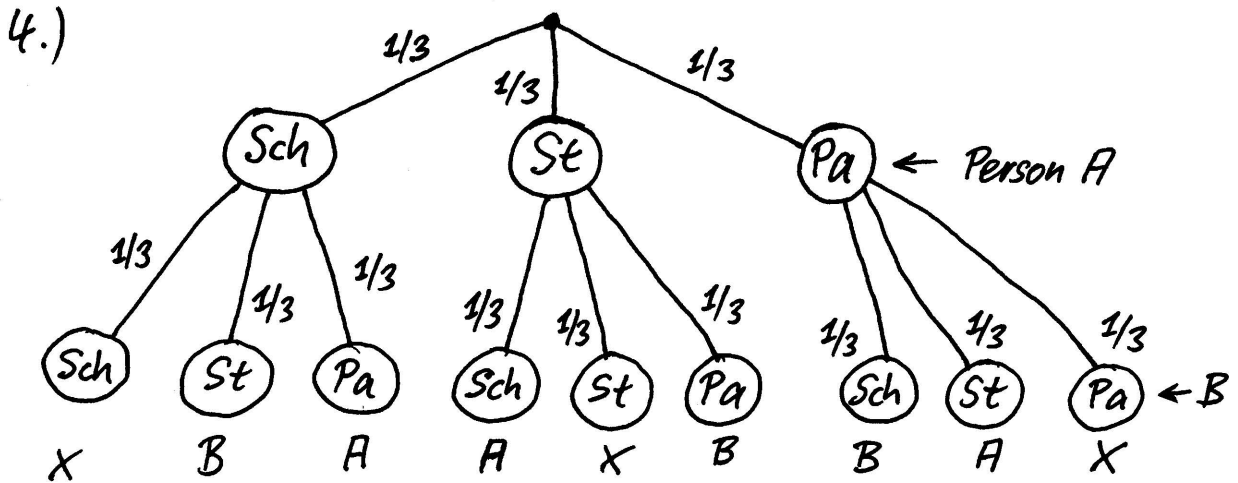 4.)
1/3 1/3 1/3
Sch St Pa ← Person A
1/3 1/3 1/3 1/3 1/3 1/3 1/3 1/3 1/3
Sch St Pa Sch St Pa Sch St Pa ← B
X B A A X B B A X